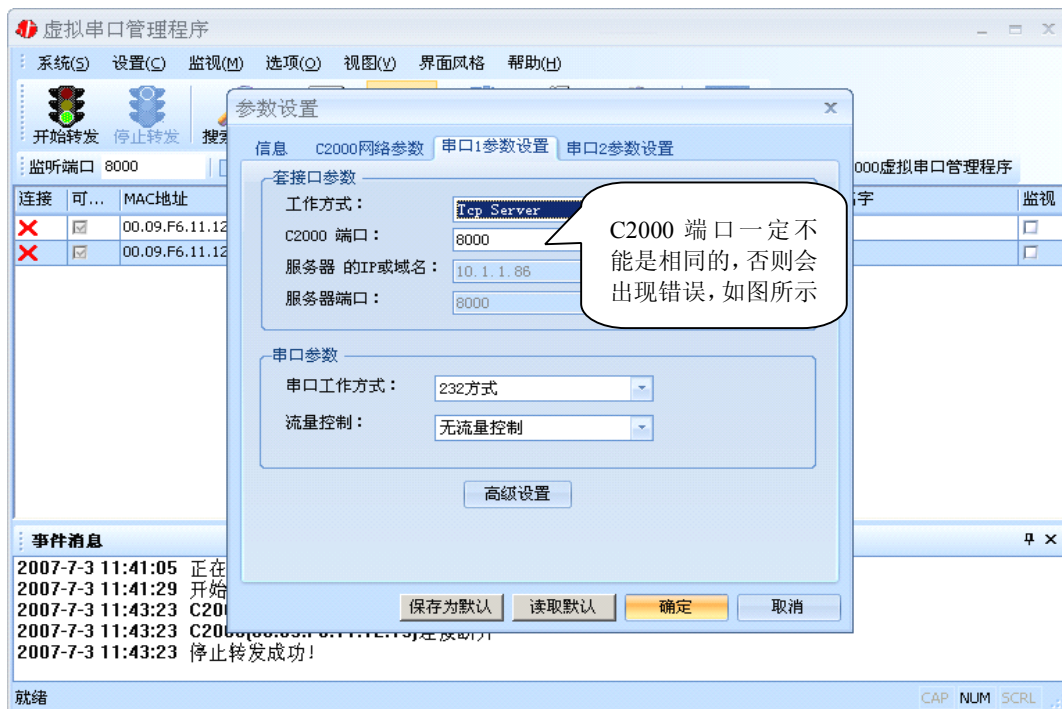 虚拟串口管理程序
系统(S) 设置(C) 监视(M) 选项(O) 视图(V) 界面风格 帮助(H)
开始转发 停止转发 搜索
监听端口 8000
000虚拟串口管理程序
连接 可... MAC地址 字 监视
00.09.F6.11.12
00.09.F6.11.12
参数设置
信息 C2000网络参数 串口1参数设置 串口2参数设置
套接口参数
工作方式： Tcp Server
C2000 端口： 8000
服务器 的IP或域名： 10.1.1.86
服务器端口： 8000
C2000 端口一定不
能是相同的，否则会
出现错误，如图所示
串口参数
串口工作方式： 232方式
流量控制： 无流量控制
高级设置
保存为默认 读取默认 确定 取消
事件消息
2007-7-3 11:41:05 正在
2007-7-3 11:41:29 开始
2007-7-3 11:43:23 C200
2007-7-3 11:43:23 C2000
2007-7-3 11:43:23 停止转发成功!
就绪
CAP NUM SCRL